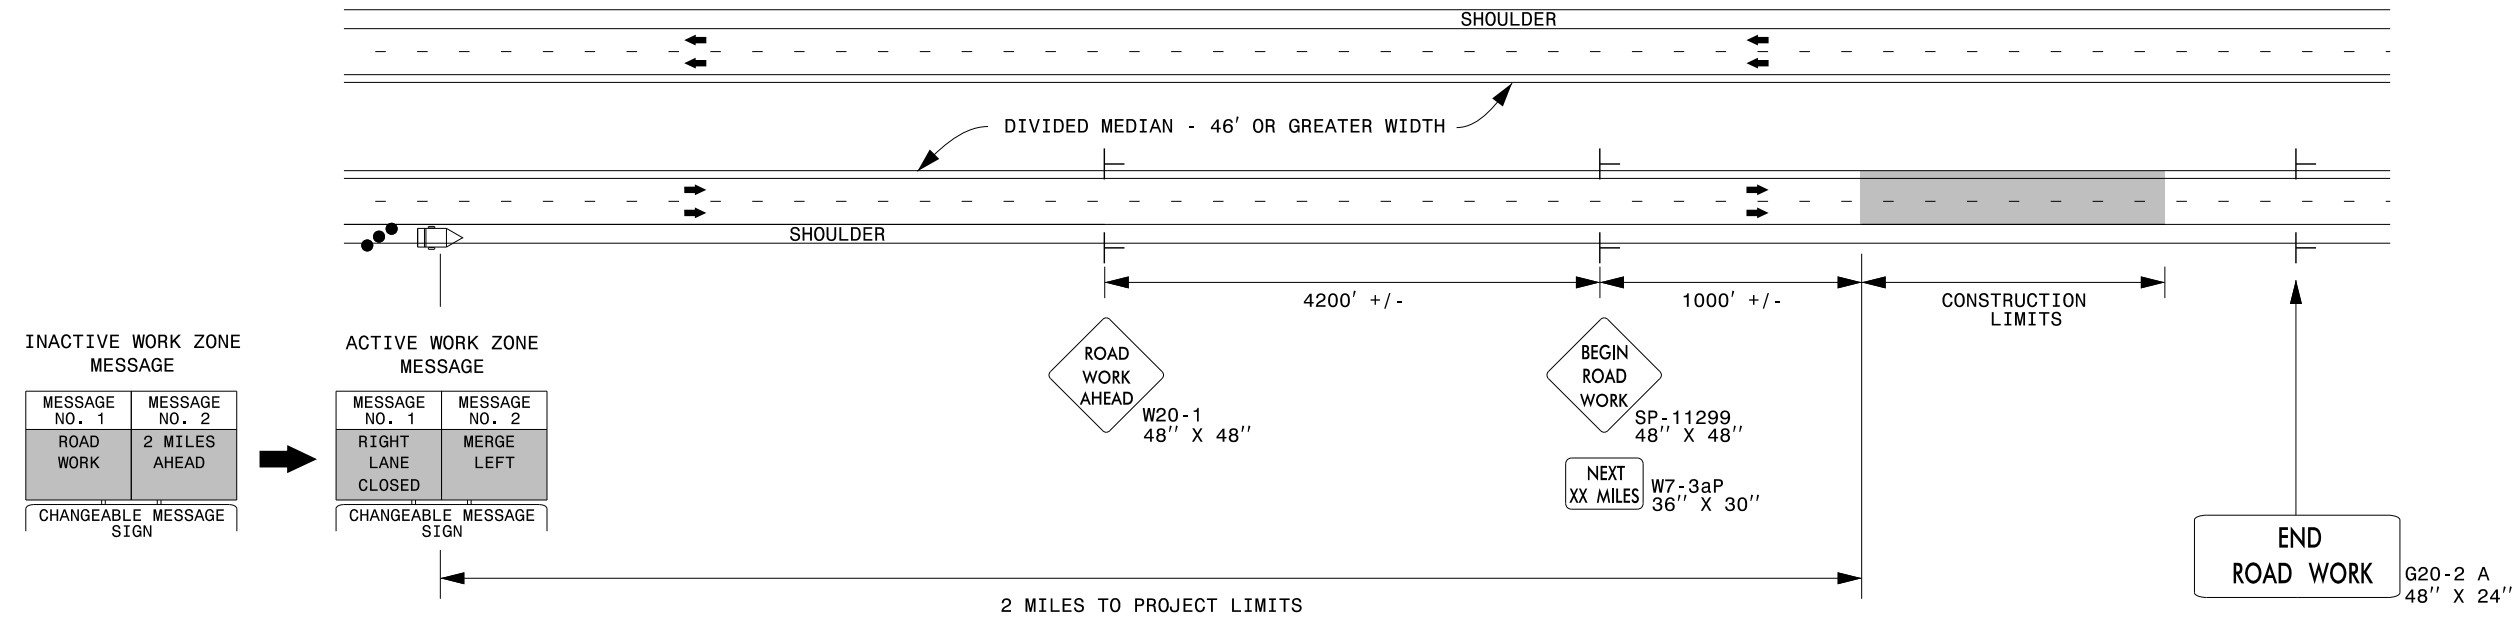 SHOULDER
DIVIDED MEDIAN - 46' OR GREATER WIDTH
SHOULDER
4200' +/-
1000' +/-
CONSTRUCTION
LIMITS
INACTIVE WORK ZONE
MESSAGE
MESSAGE
NO. 1
MESSAGE
NO. 2
ROAD
WORK
2 MILES
AHEAD
CHANGEABLE MESSAGE
SIGN
ACTIVE WORK ZONE
MESSAGE
MESSAGE
NO. 1
MESSAGE
NO. 2
RIGHT
LANE
CLOSED
MERGE
LEFT
CHANGEABLE MESSAGE
SIGN
ROAD
WORK
AHEAD
W20-1
48'' X 48''
BEGIN
ROAD
WORK
SP-11299
48'' X 48''
NEXT
XX MILES
W7-3aP
36'' X 30''
END
ROAD WORK
G20-2 A
48'' X 24''
2 MILES TO PROJECT LIMITS